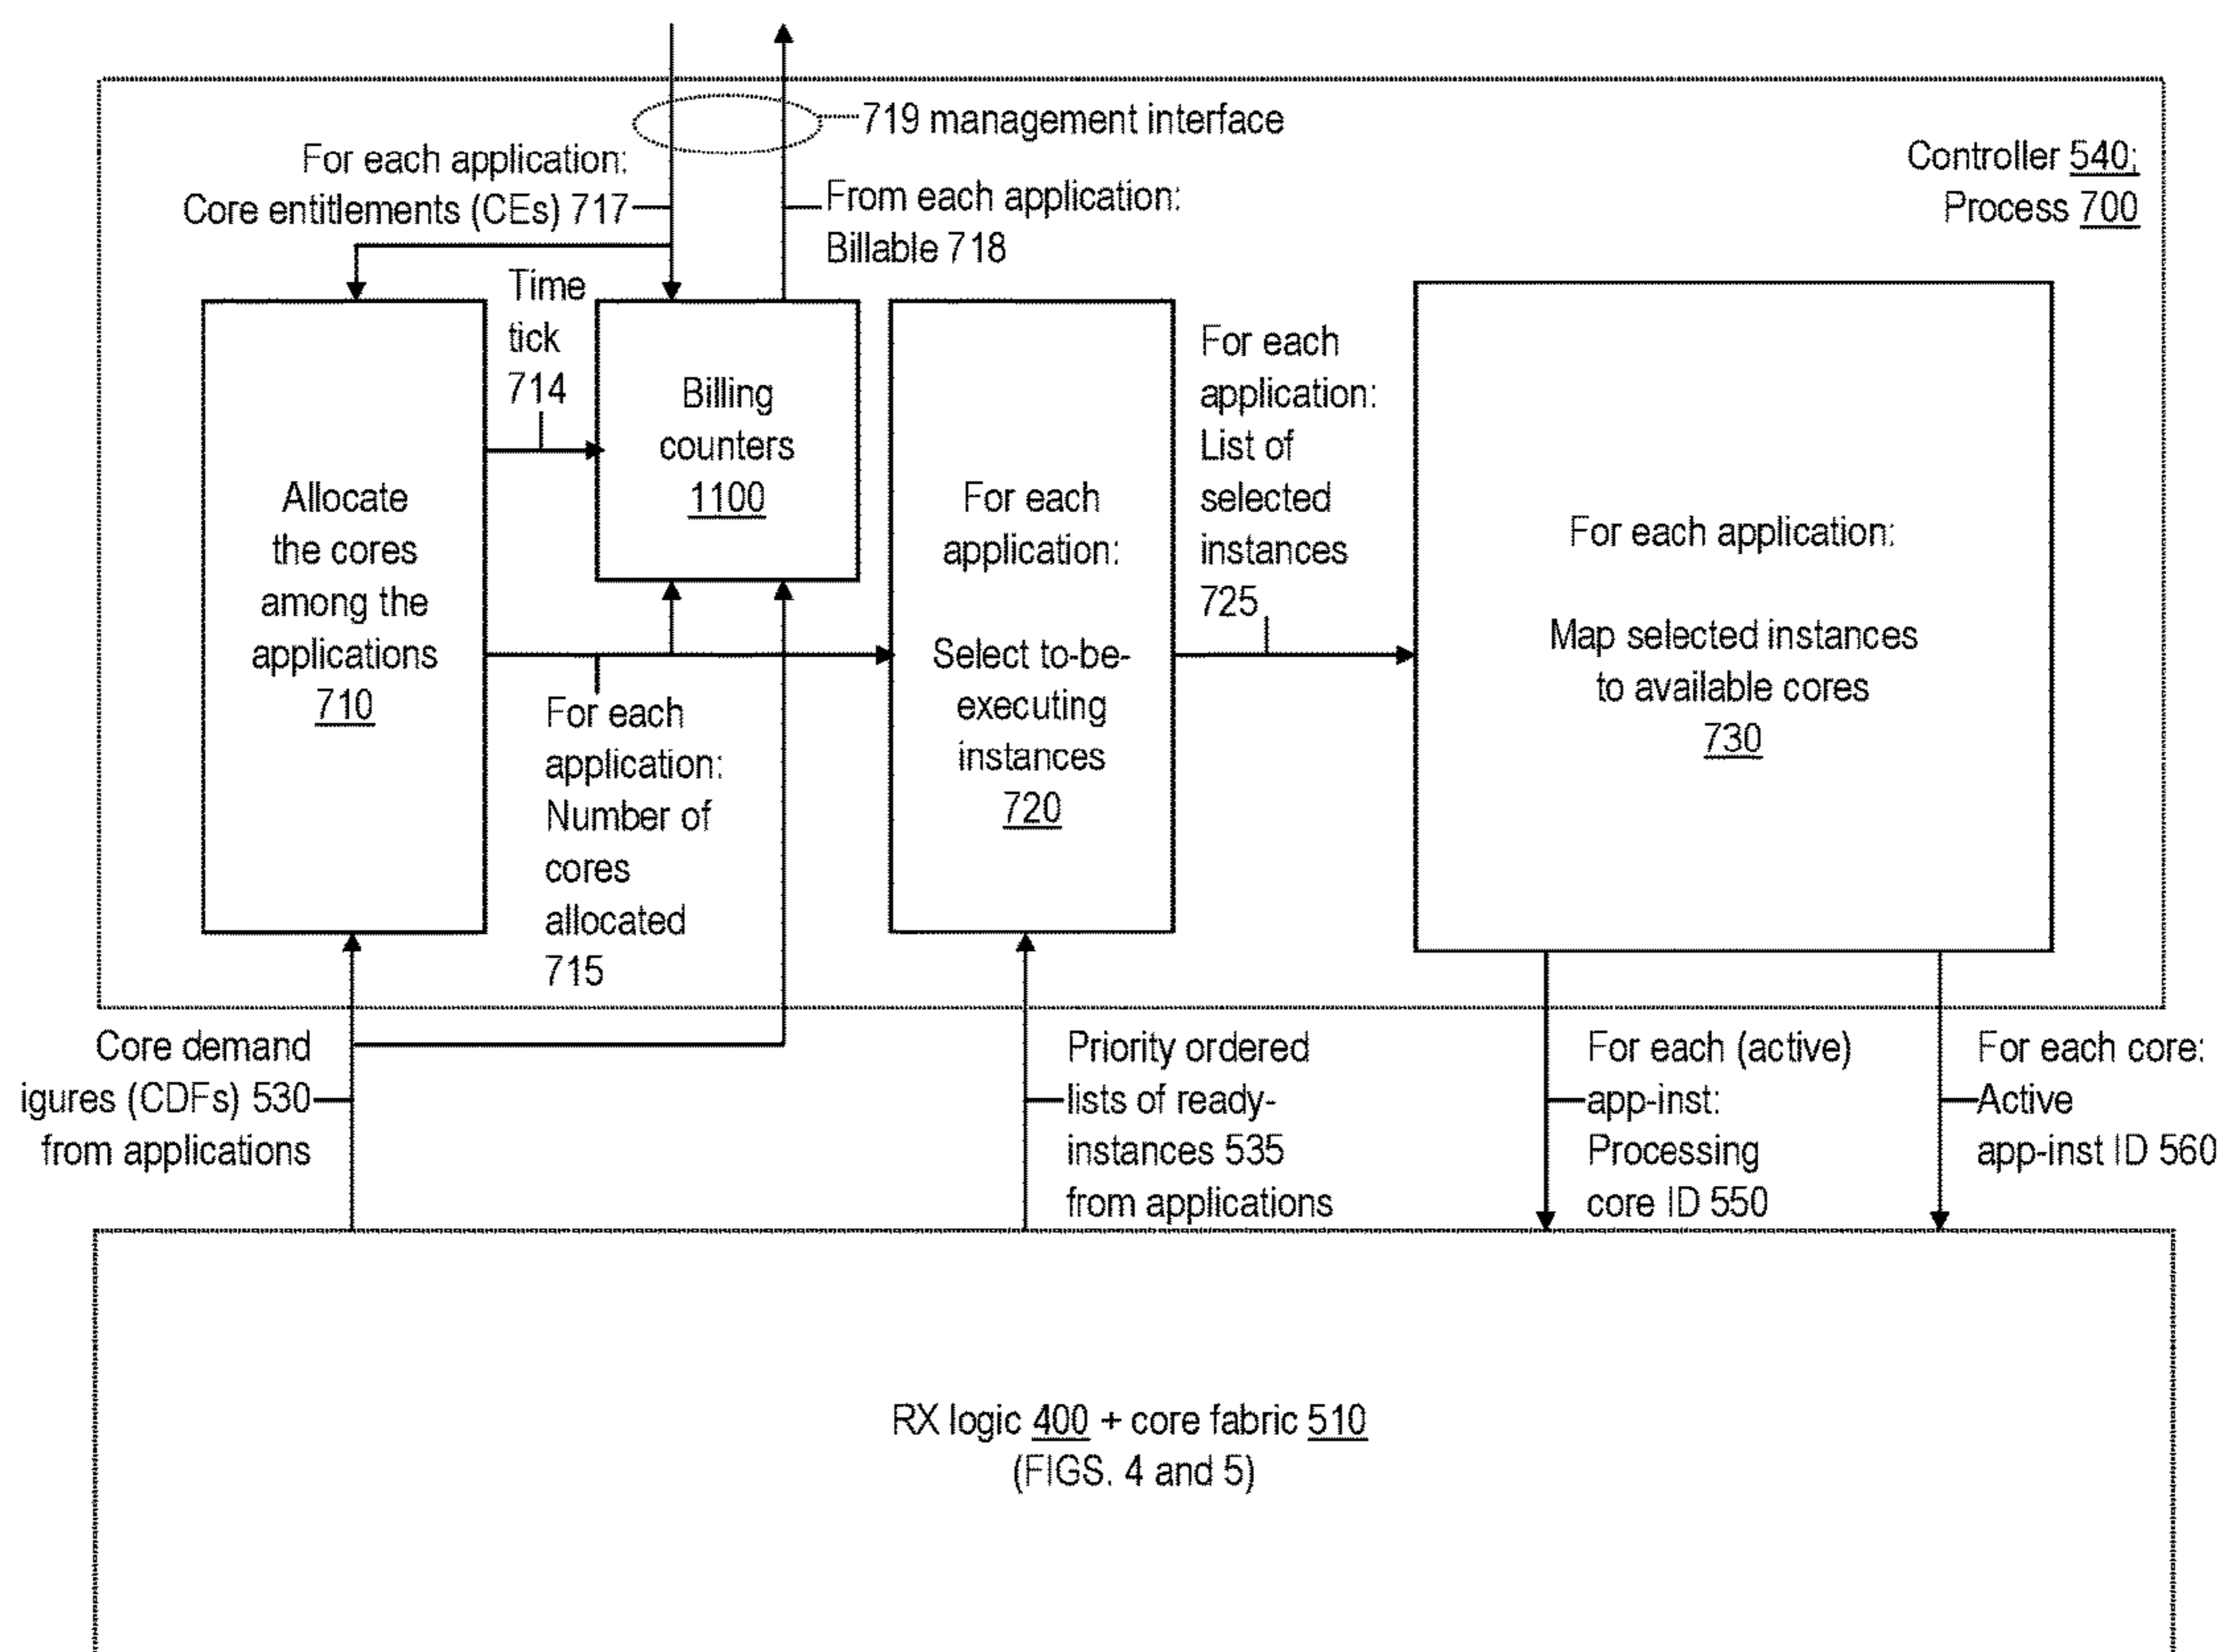 719 management interface
For each application:
Core entitlements (CEs) 717
From each application:
Billable 718
Controller 540;
Process 700
Time
tick
714
Allocate
the cores
among the
applications
710
Billing
counters
1100
For each
application:
Number of
cores
allocated
715
For each
application:
Select to-be-
executing
instances
720
For each
application:
List of
selected
instances
725
For each application:
Map selected instances
to available cores
730
Core demand
igures (CDFs) 530
from applications
Priority ordered
lists of ready-
instances 535
from applications
For each (active)
app-inst:
Processing
core ID 550
For each core:
Active
app-inst ID 560
RX logic 400 + core fabric 510
(FIGS. 4 and 5)